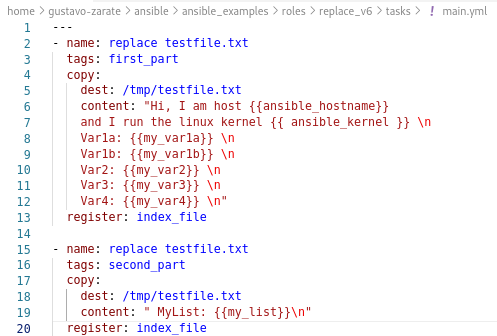 home > gustavo-zarate > ansible > ansible_examples > roles > replace_v6 > tasks > ! main.yml
1 ---
2 - name: replace testfile.txt
3   tags: first_part
4   copy:
5     dest: /tmp/testfile.txt
6     content: "Hi, I am host {{ansible_hostname}}
7     and I run the linux kernel {{ ansible_kernel }} \n
8     Var1a: {{my_var1a}} \n
9     Var1b: {{my_var1b}} \n
10     Var2: {{my_var2}} \n
11     Var3: {{my_var3}} \n
12     Var4: {{my_var4}} \n"
13   register: index_file
14
15 - name: replace testfile.txt
16   tags: second_part
17   copy:
18     dest: /tmp/testfile.txt
19     content: " MyList: {{my_list}}\n"
20   register: index_file